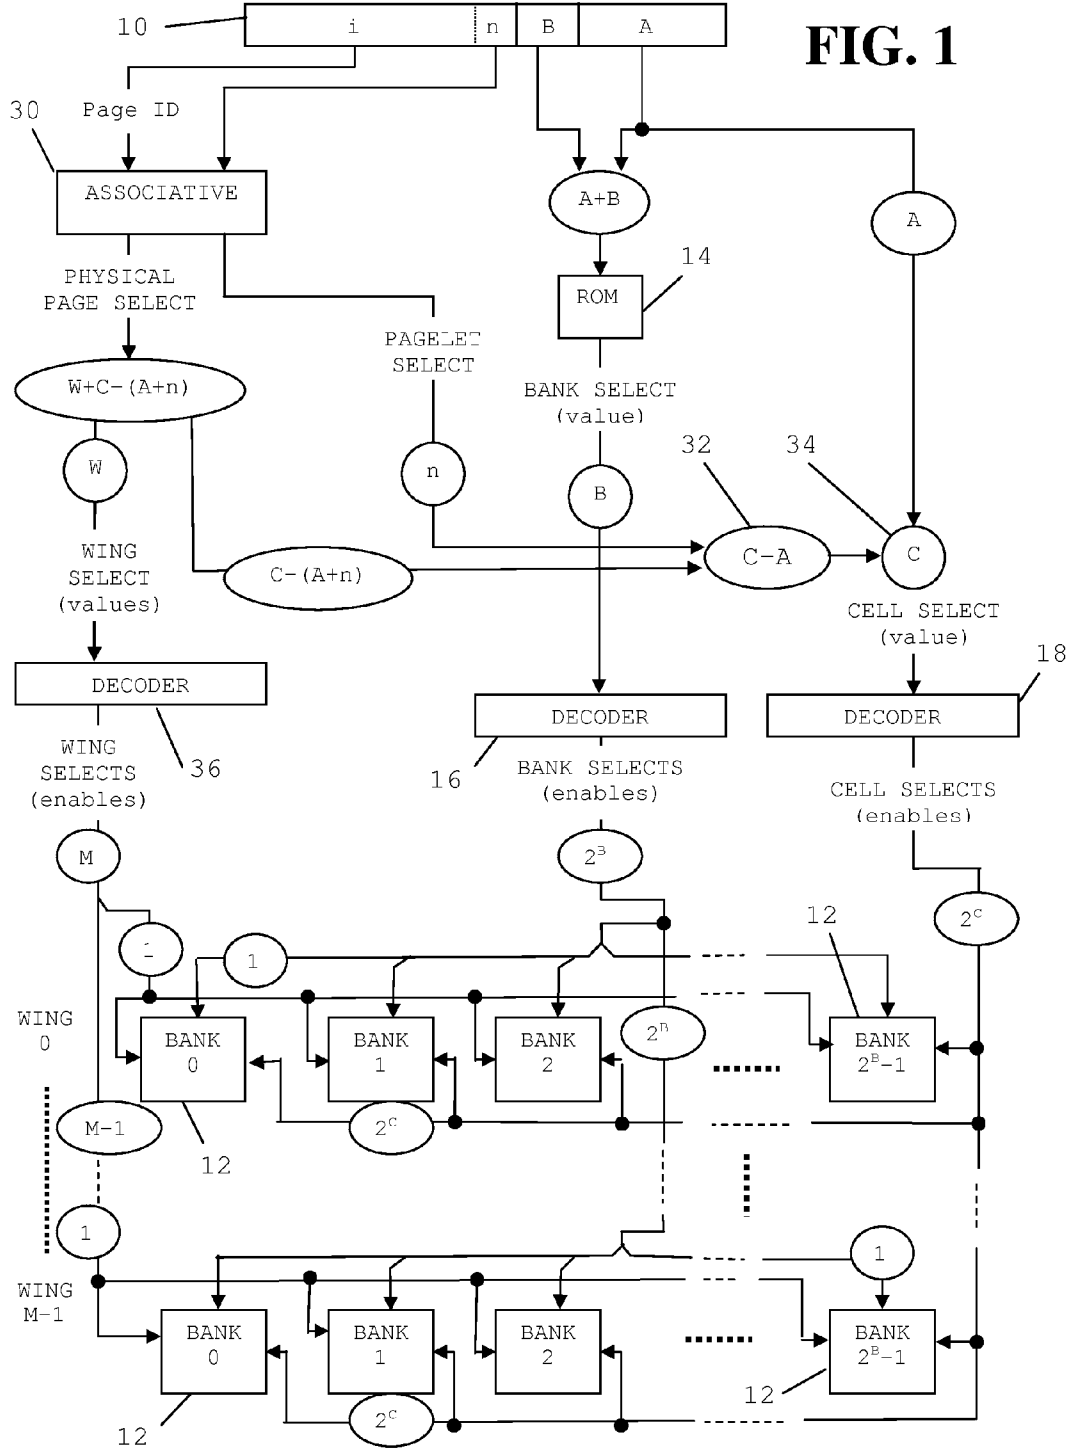 10
i n B A
FIG. 1
30
Page ID
ASSOCIATIVE
A+B
A
PHYSICAL
PAGE SELECT
14
ROM
PAGELET
SELECT
W+C-(A+n)
BANK SELECT
(value)
32
34
W
n
B
WING
SELECT
(values)
C-(A+n)
C-A
C
CELL SELECT
(value)
18
DECODER
DECODER
DECODER
36
16
WING
SELECTS
(enables)
BANK SELECTS
(enables)
CELL SELECTS
(enables)
M
2ᴮ
2ᶜ
12
1
1
WING
0
BANK
0
BANK
1
BANK
2
2ᴮ
BANK
2ᴮ-1
M-1
2ᶜ
12
1
1
WING
M-1
BANK
0
BANK
1
BANK
2
BANK
2ᴮ-1
12
2ᶜ
12